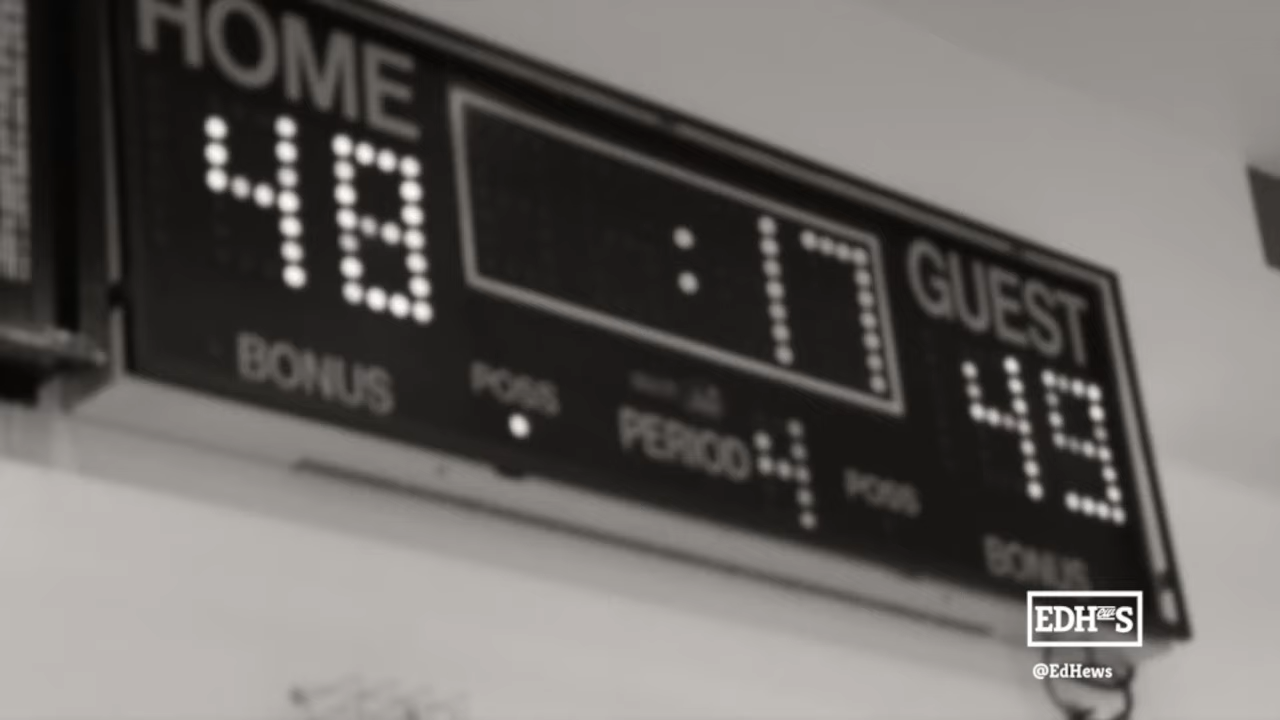 HOME
48
:17
GUEST
49
BONUS
POSS
PERIOD 4
POSS
BONUS
EDHewS
@EdHews